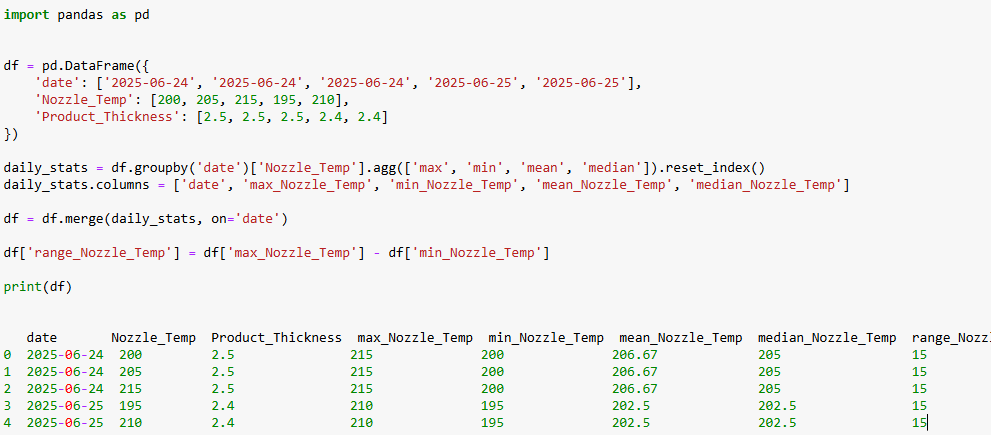 import pandas as pd
df = pd.DataFrame({
    'date': ['2025-06-24', '2025-06-24', '2025-06-24', '2025-06-25', '2025-06-25'],
    'Nozzle_Temp': [200, 205, 215, 195, 210],
    'Product_Thickness': [2.5, 2.5, 2.5, 2.4, 2.4]
})
daily_stats = df.groupby('date')['Nozzle_Temp'].agg(['max', 'min', 'mean', 'median']).reset_index()
daily_stats.columns = ['date', 'max_Nozzle_Temp', 'min_Nozzle_Temp', 'mean_Nozzle_Temp', 'median_Nozzle_Temp']
df = df.merge(daily_stats, on='date')
df['range_Nozzle_Temp'] = df['max_Nozzle_Temp'] - df['min_Nozzle_Temp']
print(df)
   date       Nozzle_Temp  Product_Thickness  max_Nozzle_Temp  min_Nozzle_Temp  mean_Nozzle_Temp  median_Nozzle_Temp  range_Nozzl
0  2025-06-24  200         2.5               215              200              206.67            205                 15
1  2025-06-24  205         2.5               215              200              206.67            205                 15
2  2025-06-24  215         2.5               215              200              206.67            205                 15
3  2025-06-25  195         2.4               210              195              202.5             202.5               15
4  2025-06-25  210         2.4               210              195              202.5             202.5               15